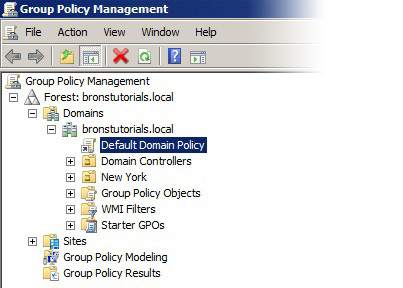 Group Policy Management
File Action View Window Help
Group Policy Management
Forest: bronstutorials.local
Domains
bronstutorials.local
Default Domain Policy
Domain Controllers
New York
Group Policy Objects
WMI Filters
Starter GPOs
Sites
Group Policy Modeling
Group Policy Results